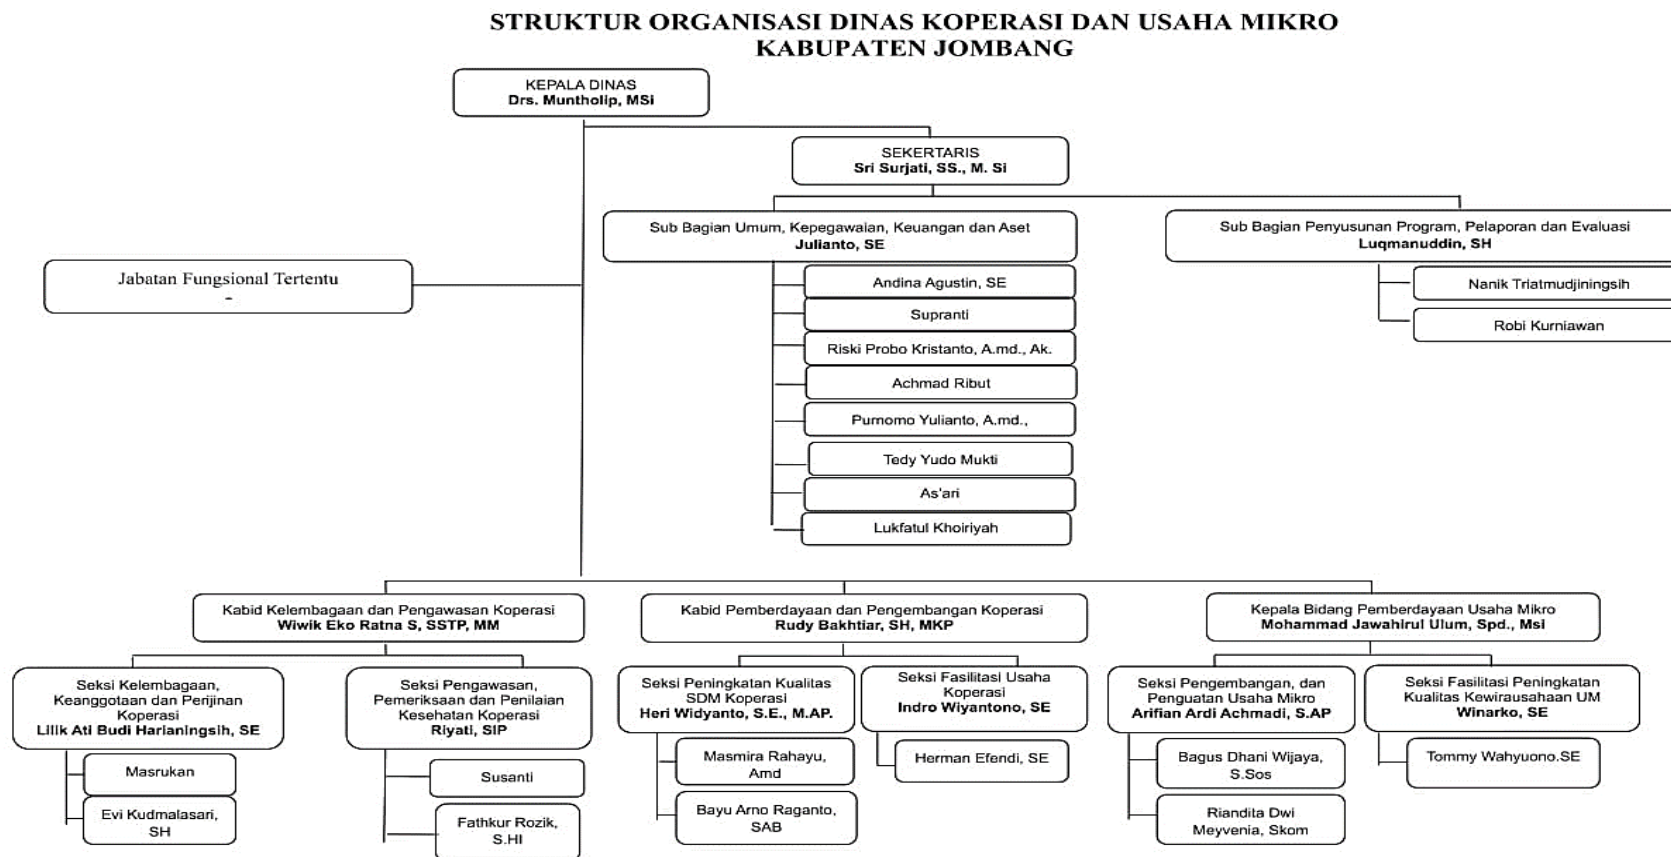 STRUKTUR ORGANISASI DINAS KOPERASI DAN USAHA MIKRO
KABUPATEN JOMBANG
KEPALA DINAS
Drs. Muntholip, MSi
SEKERTARIS
Sri Surjati, SS., M. Si
Sub Bagian Umum, Kepegawaian, Keuangan dan Aset
Julianto, SE
Sub Bagian Penyusunan Program, Pelaporan dan Evaluasi
Luqmanuddin, SH
Jabatan Fungsional Tertentu
-
Andina Agustin, SE
Supranti
Riski Probo Kristanto, A.md., Ak.
Achmad Ribut
Purnomo Yulianto, A.md.,
Tedy Yudo Mukti
As'ari
Lukfatul Khoiriyah
Nanik Triatmudjiningsih
Robi Kurniawan
Kabid Kelembagaan dan Pengawasan Koperasi
Wiwik Eko Ratna S, SSTP, MM
Kabid Pemberdayaan dan Pengembangan Koperasi
Rudy Bakhtiar, SH, MKP
Kepala Bidang Pemberdayaan Usaha Mikro
Mohammad Jawahirul Ulum, Spd., Msi
Seksi Kelembagaan,
Keanggotaan dan Perijinan
Koperasi
Lilik Ati Budi Harianingsih, SE
Masrukan
Evi Kudmalasari,
SH
Seksi Pengawasan,
Pemeriksaan dan Penilaian
Kesehatan Koperasi
Riyati, SIP
Susanti
Fathkur Rozik,
S.HI
Seksi Peningkatan Kualitas
SDM Koperasi
Heri Widyanto, S.E., M.AP.
Masmira Rahayu,
Amd
Bayu Arno Raganto,
SAB
Seksi Fasilitasi Usaha
Koperasi
Indro Wiyantono, SE
Herman Efendi, SE
Seksi Pengembangan, dan
Penguatan Usaha Mikro
Arifian Ardi Achmadi, S.AP
Bagus Dhani Wijaya,
S.Sos
Riandita Dwi
Meyvenia, Skom
Seksi Fasilitasi Peningkatan
Kualitas Kewirausahaan UM
Winarko, SE
Tommy Wahyuono.SE